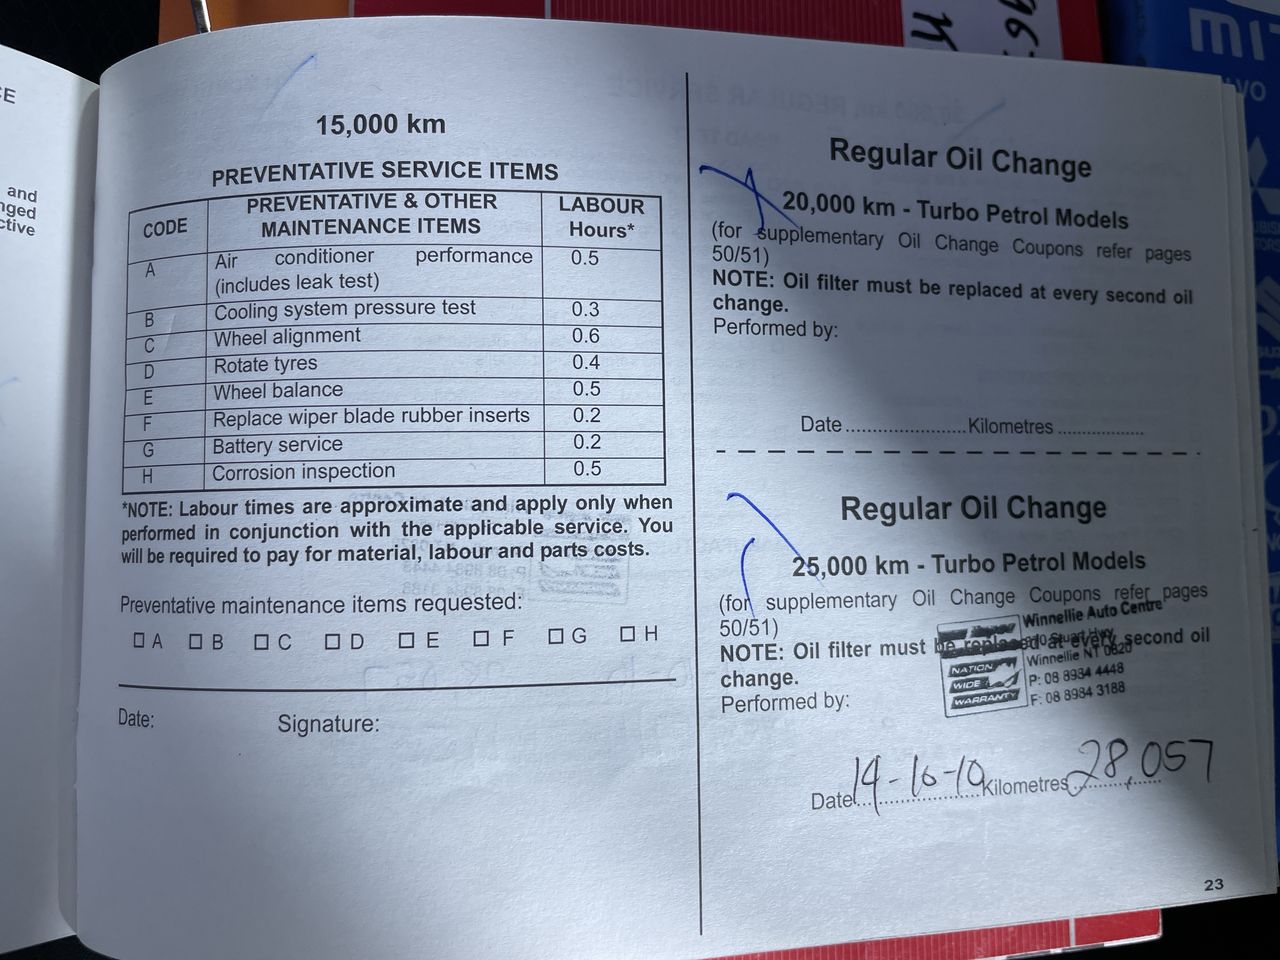 CE
and
nged
ctive
15,000 km
PREVENTATIVE SERVICE ITEMS
CODE PREVENTATIVE & OTHER MAINTENANCE ITEMS LABOUR Hours*
A Air conditioner performance (includes leak test) 0.5
B Cooling system pressure test 0.3
C Wheel alignment 0.6
D Rotate tyres 0.4
E Wheel balance 0.5
F Replace wiper blade rubber inserts 0.2
G Battery service 0.2
H Corrosion inspection 0.5
*NOTE: Labour times are approximate and apply only when
performed in conjunction with the applicable service. You
will be required to pay for material, labour and parts costs.
Preventative maintenance items requested:
A B C D E F G H
Date: Signature:
Regular Oil Change
20,000 km - Turbo Petrol Models
(for supplementary Oil Change Coupons refer pages
50/51)
NOTE: Oil filter must be replaced at every second oil
change.
Performed by:
Date ...................... Kilometres ................
Regular Oil Change
25,000 km - Turbo Petrol Models
(for supplementary Oil Change Coupons refer pages
50/51)
NOTE: Oil filter must be replaced at every second oil
change.
Performed by:
Winnellie Auto Centre
Stuart Hwy
Winnellie NT 0820
P: 08 8984 4448
F: 08 8984 3188
NATION
WIDE
WARRANTY
Date 14-10-10 Kilometres 28,057
23
MIT